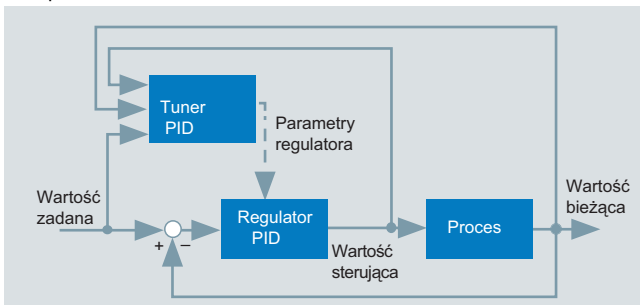 Tuner
PID
Parametry
regulatora
Wartość
zadana
+
–
Regulator
PID
Wartość
sterująca
Proces
Wartość
bieżąca